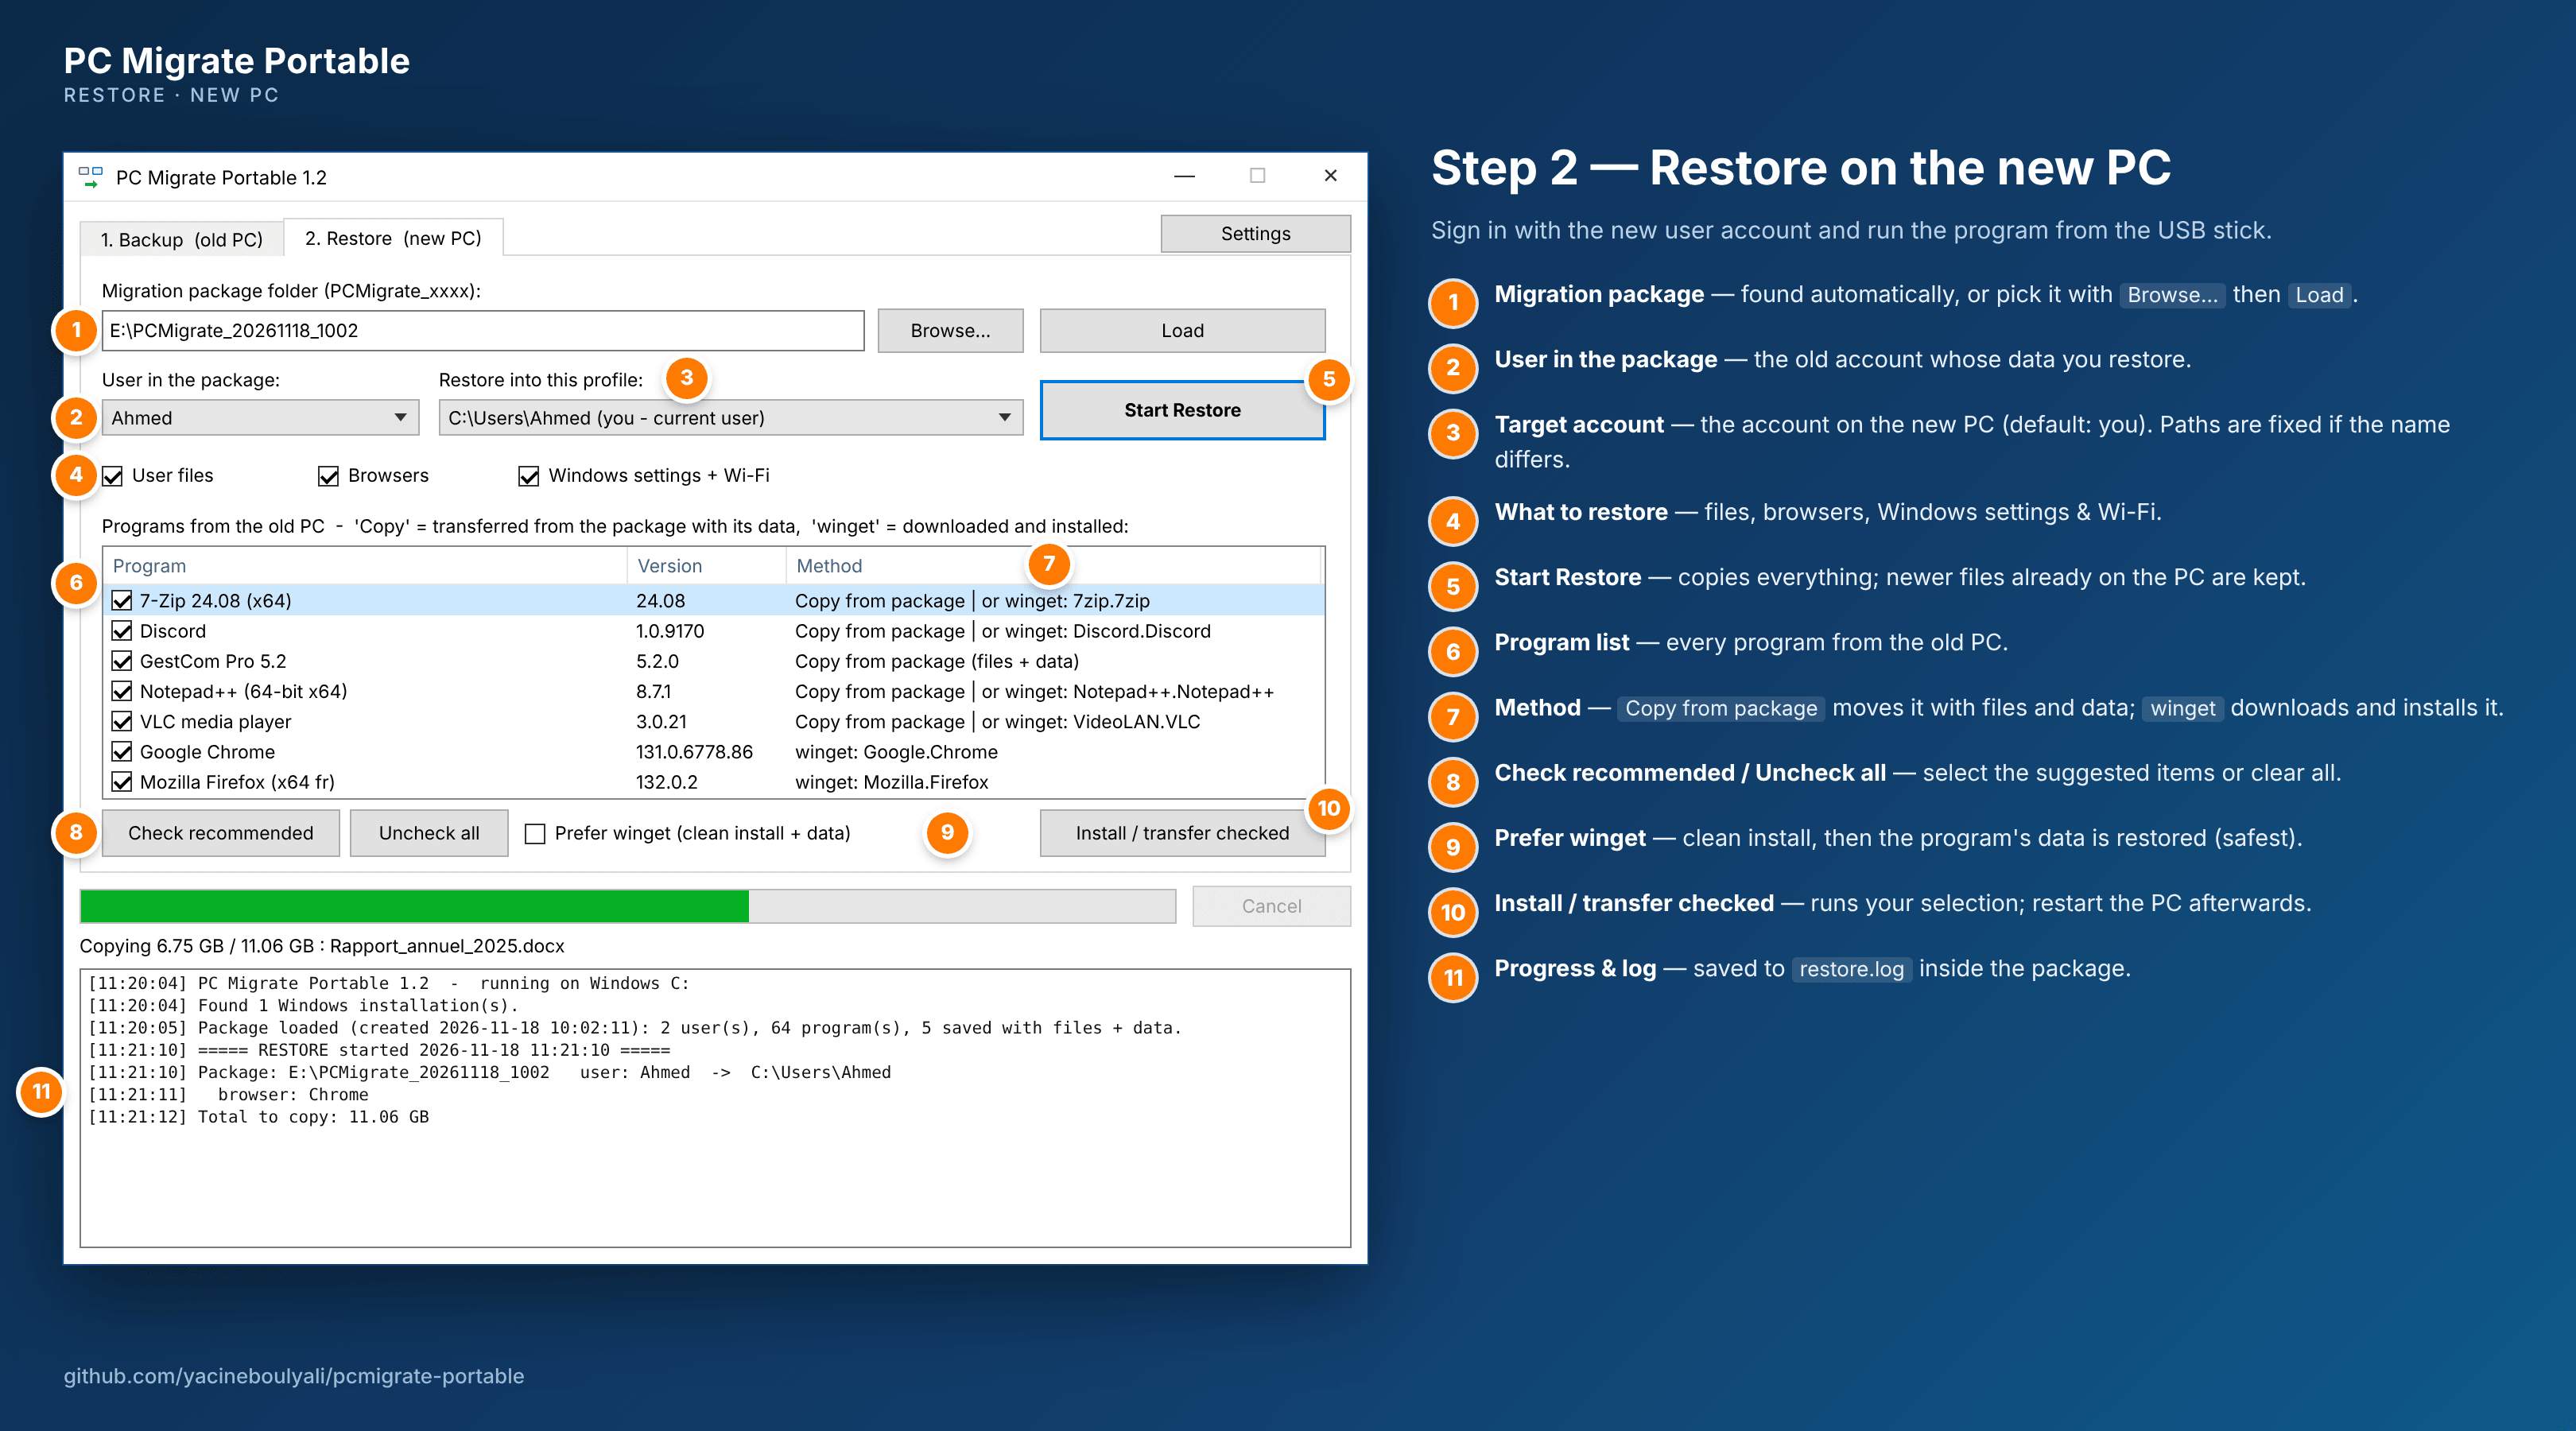 PC Migrate Portable
RESTORE · NEW PC
PC Migrate Portable 1.2
1. Backup (old PC)
2. Restore (new PC)
Settings
Migration package folder (PCMigrate_xxxx):
1
E:\PCMigrate_20261118_1002
Browse...
Load
User in the package:
Restore into this profile:
3
5
2
Ahmed
C:\Users\Ahmed (you - current user)
Start Restore
4
User files
Browsers
Windows settings + Wi-Fi
Programs from the old PC - 'Copy' = transferred from the package with its data, 'winget' = downloaded and installed:
6
Program Version Method
7
7-Zip 24.08 (x64) 24.08 Copy from package | or winget: 7zip.7zip
Discord 1.0.9170 Copy from package | or winget: Discord.Discord
GestCom Pro 5.2 5.2.0 Copy from package (files + data)
Notepad++ (64-bit x64) 8.7.1 Copy from package | or winget: Notepad++.Notepad++
VLC media player 3.0.21 Copy from package | or winget: VideoLAN.VLC
Google Chrome 131.0.6778.86 winget: Google.Chrome
Mozilla Firefox (x64 fr) 132.0.2 winget: Mozilla.Firefox
10
8
Check recommended
Uncheck all
Prefer winget (clean install + data)
9
Install / transfer checked
Cancel
Copying 6.75 GB / 11.06 GB : Rapport_annuel_2025.docx
[11:20:04] PC Migrate Portable 1.2 - running on Windows C:
[11:20:04] Found 1 Windows installation(s).
[11:20:05] Package loaded (created 2026-11-18 10:02:11): 2 user(s), 64 program(s), 5 saved with files + data.
[11:21:10] ===== RESTORE started 2026-11-18 11:21:10 =====
[11:21:10] Package: E:\PCMigrate_20261118_1002 user: Ahmed -> C:\Users\Ahmed
[11:21:11] browser: Chrome
[11:21:12] Total to copy: 11.06 GB
11
Step 2 — Restore on the new PC
Sign in with the new user account and run the program from the USB stick.
1 Migration package — found automatically, or pick it with Browse... then Load .
2 User in the package — the old account whose data you restore.
3 Target account — the account on the new PC (default: you). Paths are fixed if the name
differs.
4 What to restore — files, browsers, Windows settings & Wi-Fi.
5 Start Restore — copies everything; newer files already on the PC are kept.
6 Program list — every program from the old PC.
7 Method — Copy from package moves it with files and data; winget downloads and installs it.
8 Check recommended / Uncheck all — select the suggested items or clear all.
9 Prefer winget — clean install, then the program's data is restored (safest).
10 Install / transfer checked — runs your selection; restart the PC afterwards.
11 Progress & log — saved to restore.log inside the package.
github.com/yacineboulyali/pcmigrate-portable